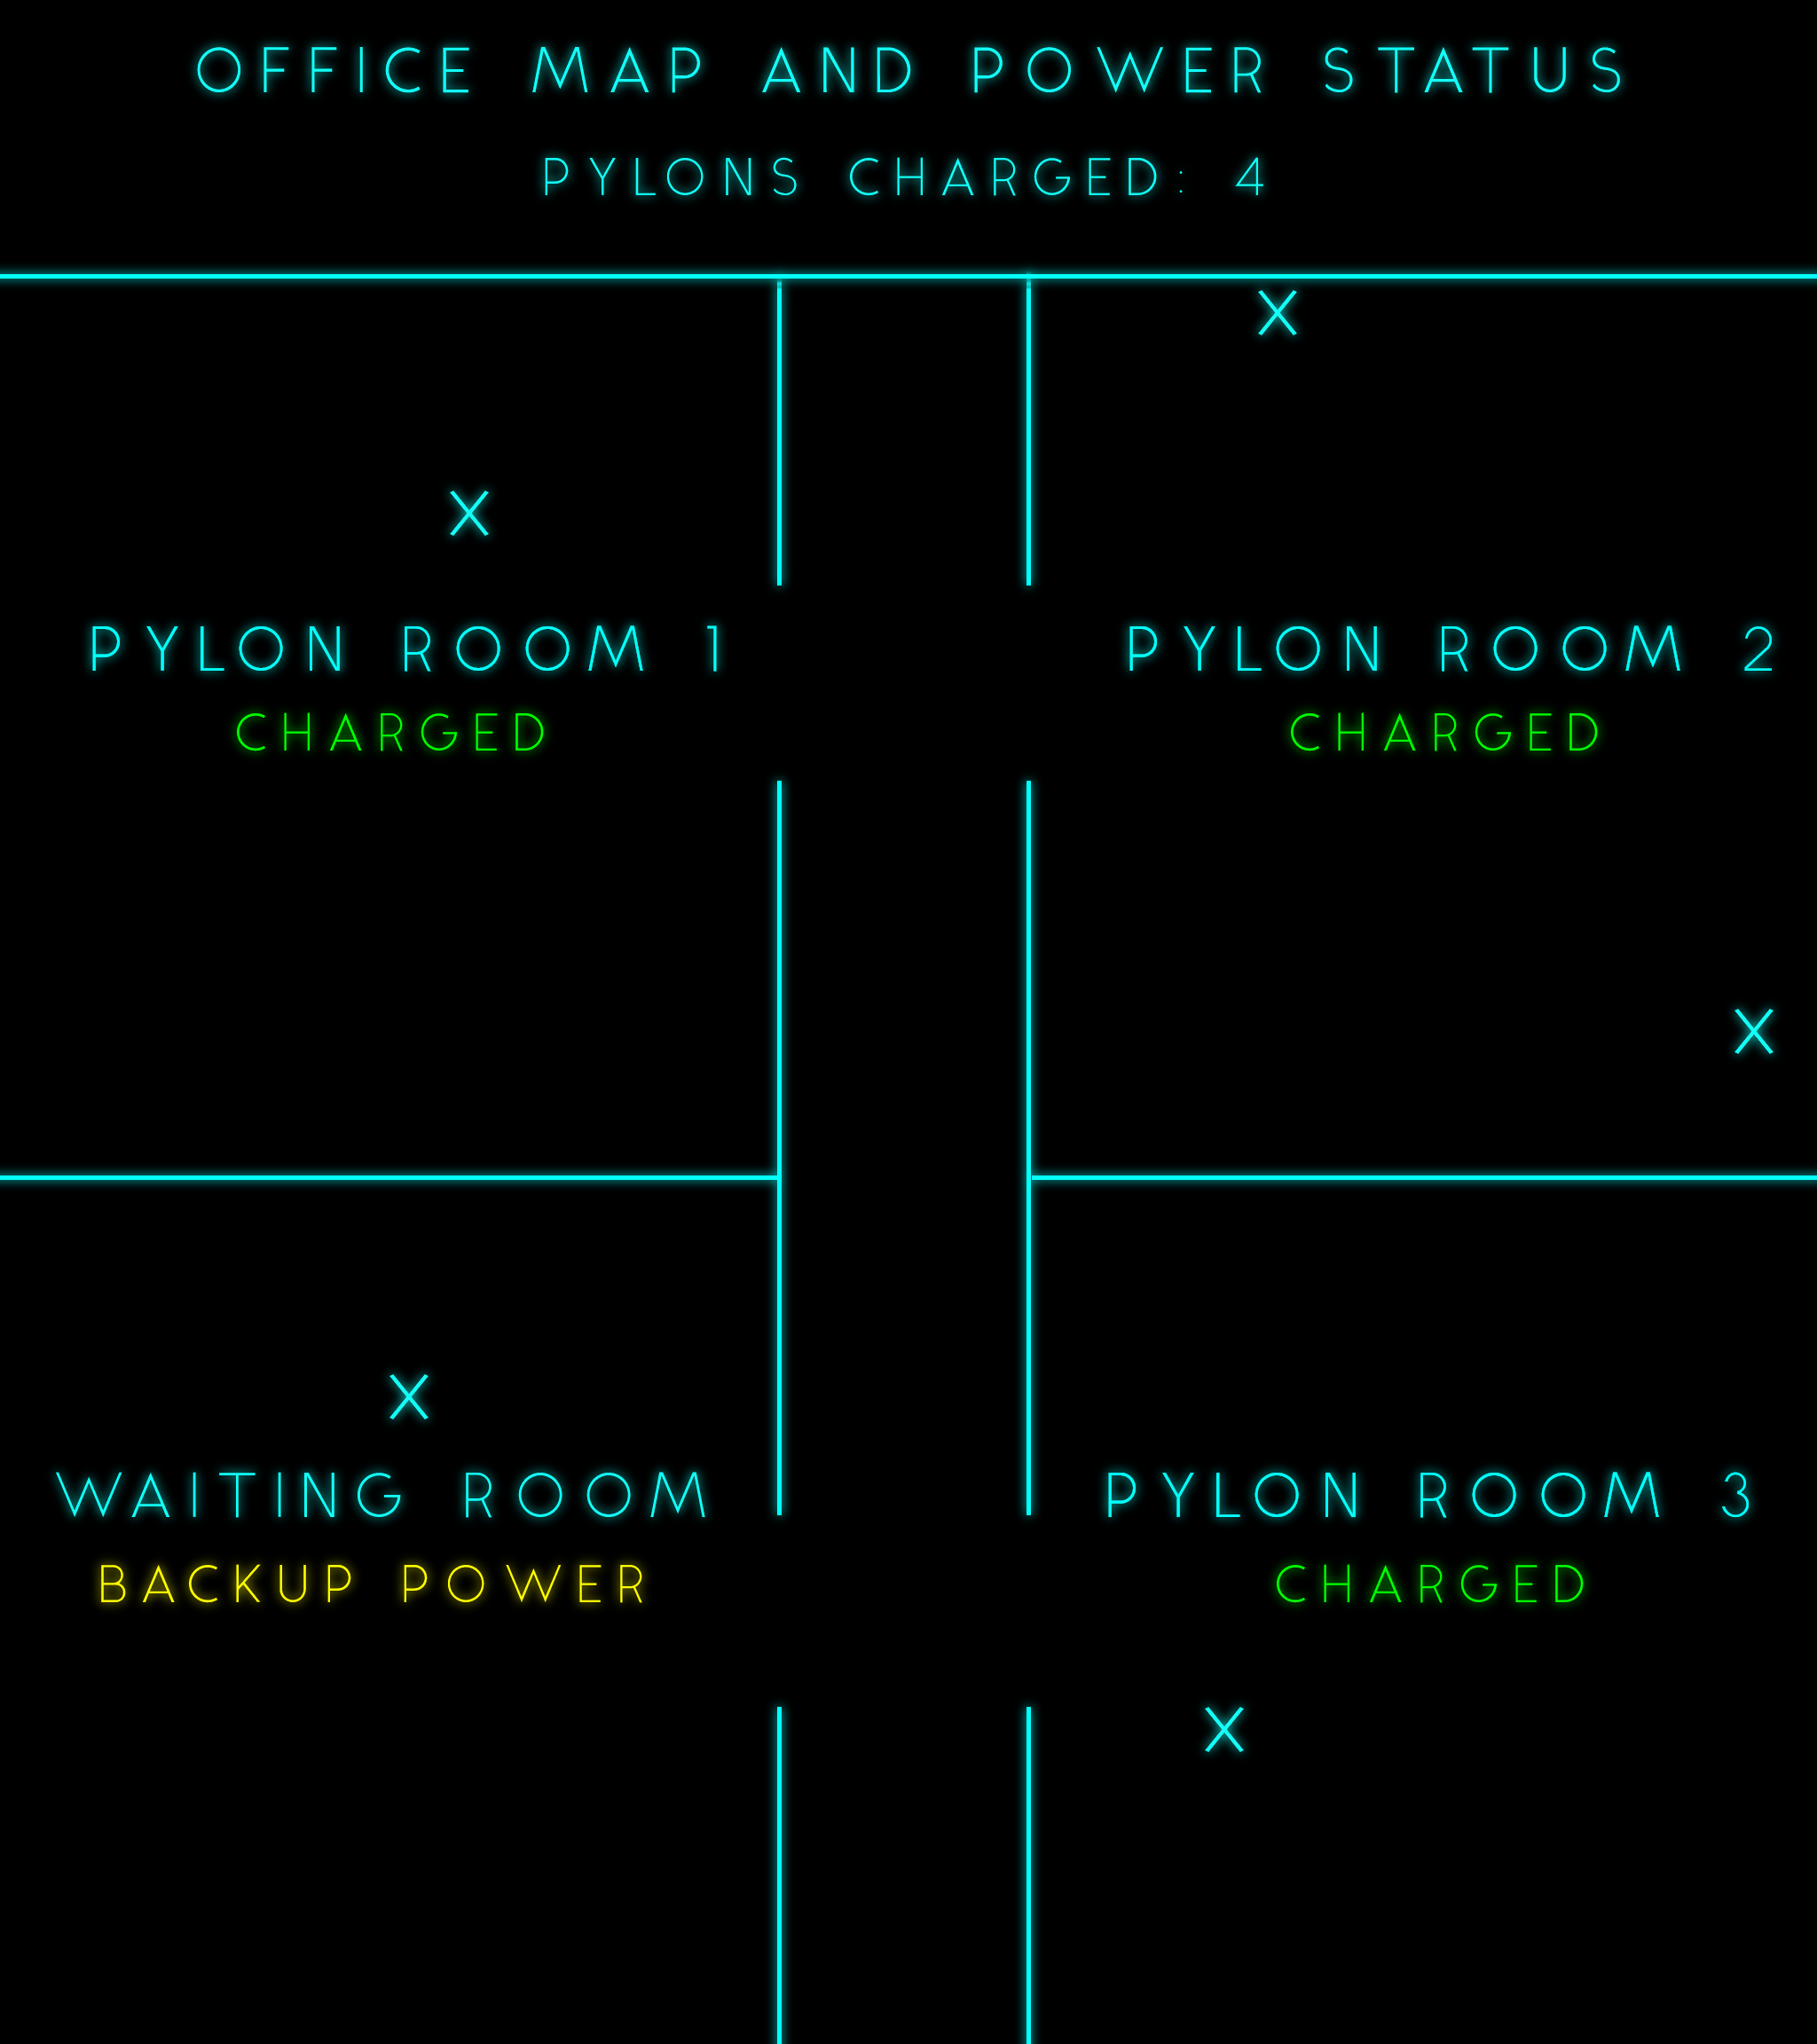 OFFICE MAP AND POWER STATUS
PYLONS CHARGED: 4
X
X
PYLON ROOM 1
CHARGED
PYLON ROOM 2
CHARGED
X
X
WAITING ROOM
BACKUP POWER
PYLON ROOM 3
CHARGED
X